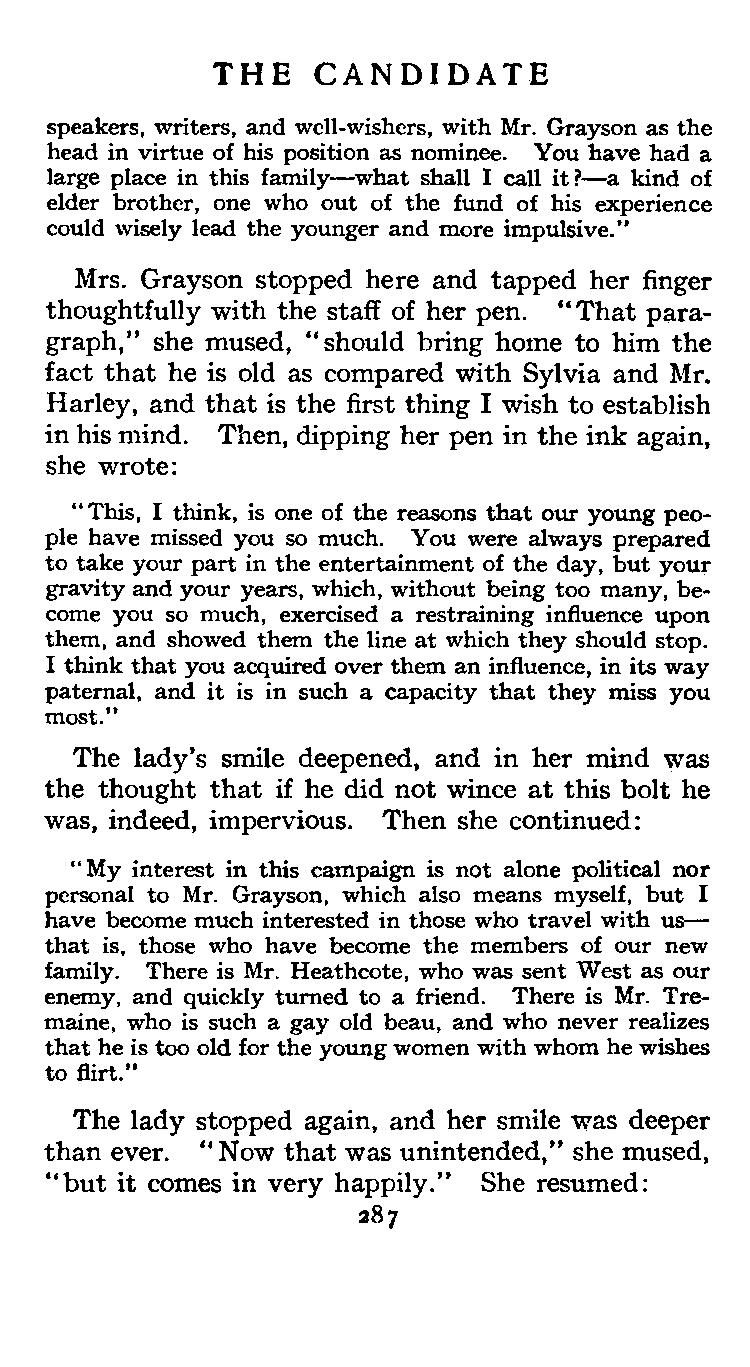 THE CANDIDATE
speakers, writers, and well-wishers, with Mr. Grayson as the
head in virtue of his position as nominee. You have had a
large place in this family—what shall I call it?—a kind of
elder brother, one who out of the fund of his experience
could wisely lead the younger and more impulsive."
Mrs. Grayson stopped here and tapped her finger
thoughtfully with the staff of her pen. "That para-
graph," she mused, "should bring home to him the
fact that he is old as compared with Sylvia and Mr.
Harley, and that is the first thing I wish to establish
in his mind. Then, dipping her pen in the ink again,
she wrote:
"This, I think, is one of the reasons that our young peo-
ple have missed you so much. You were always prepared
to take your part in the entertainment of the day, but your
gravity and your years, which, without being too many, be-
come you so much, exercised a restraining influence upon
them, and showed them the line at which they should stop.
I think that you acquired over them an influence, in its way
paternal, and it is in such a capacity that they miss you
most."
The lady's smile deepened, and in her mind was
the thought that if he did not wince at this bolt he
was, indeed, impervious. Then she continued:
"My interest in this campaign is not alone political nor
personal to Mr. Grayson, which also means myself, but I
have become much interested in those who travel with us—
that is, those who have become the members of our new
family. There is Mr. Heathcote, who was sent West as our
enemy, and quickly turned to a friend. There is Mr. Tre-
maine, who is such a gay old beau, and who never realizes
that he is too old for the young women with whom he wishes
to flirt."
The lady stopped again, and her smile was deeper
than ever. "Now that was unintended," she mused,
"but it comes in very happily." She resumed:
287